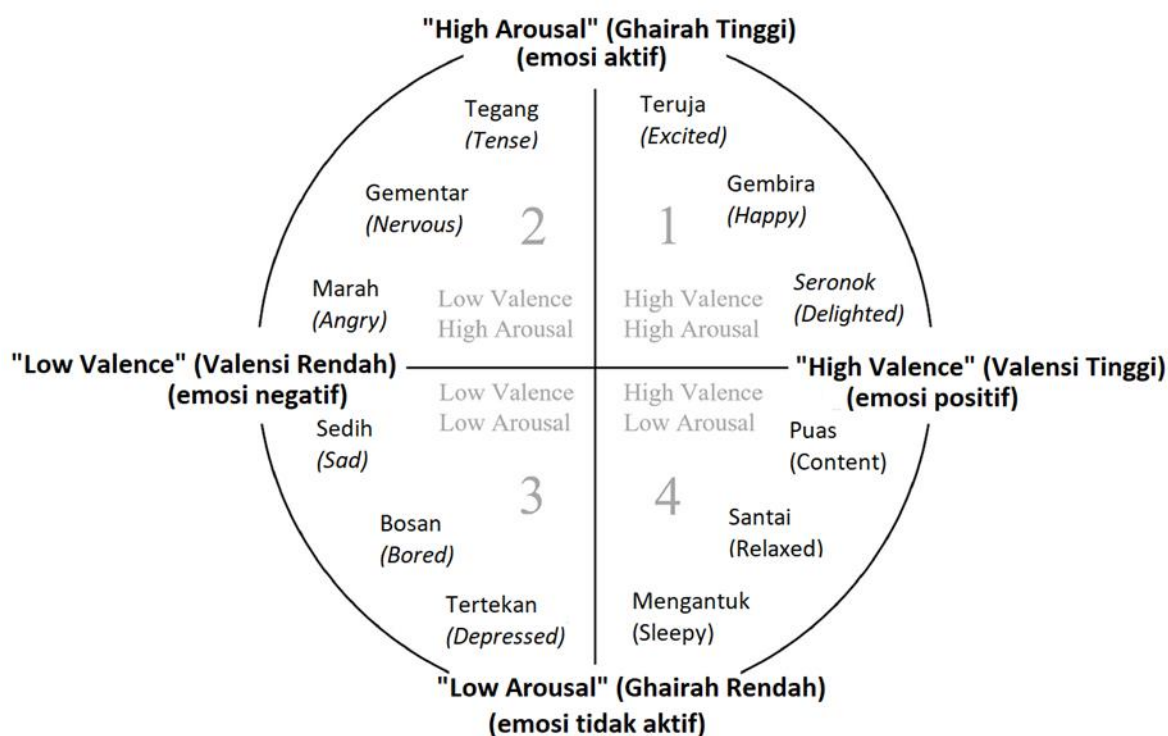 "High Arousal" (Ghairah Tinggi)
(emosi aktif)
Tegang
(Tense)
Teruja
(Excited)
Gementar
(Nervous)
2
1
Gembira
(Happy)
Marah
(Angry)
Low Valence
High Arousal
High Valence
High Arousal
Seronok
(Delighted)
"Low Valence" (Valensi Rendah)
(emosi negatif)
"High Valence" (Valensi Tinggi)
(emosi positif)
Low Valence
Low Arousal
High Valence
Low Arousal
Sedih
(Sad)
Puas
(Content)
3
4
Bosan
(Bored)
Santai
(Relaxed)
Tertekan
(Depressed)
Mengantuk
(Sleepy)
"Low Arousal" (Ghairah Rendah)
(emosi tidak aktif)